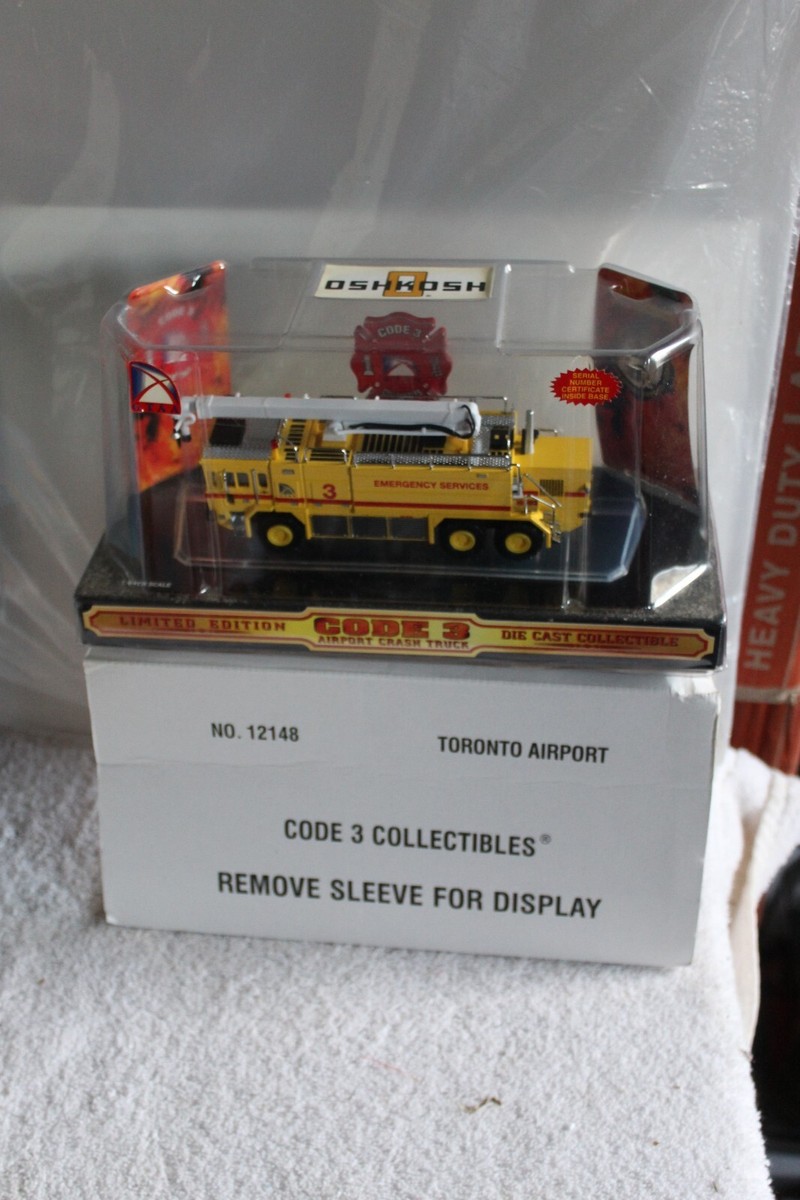 OSHKOSH
CODE 3
SERIAL
NUMBER
CERTIFICATE
INSIDE BASE
3
EMERGENCY SERVICES
LIMITED EDITION
CODE 3
AIRPORT CRASH TRUCK
DIE CAST COLLECTIBLE
NO. 12148
TORONTO AIRPORT
CODE 3 COLLECTIBLES®
REMOVE SLEEVE FOR DISPLAY
HEAVY DUTY